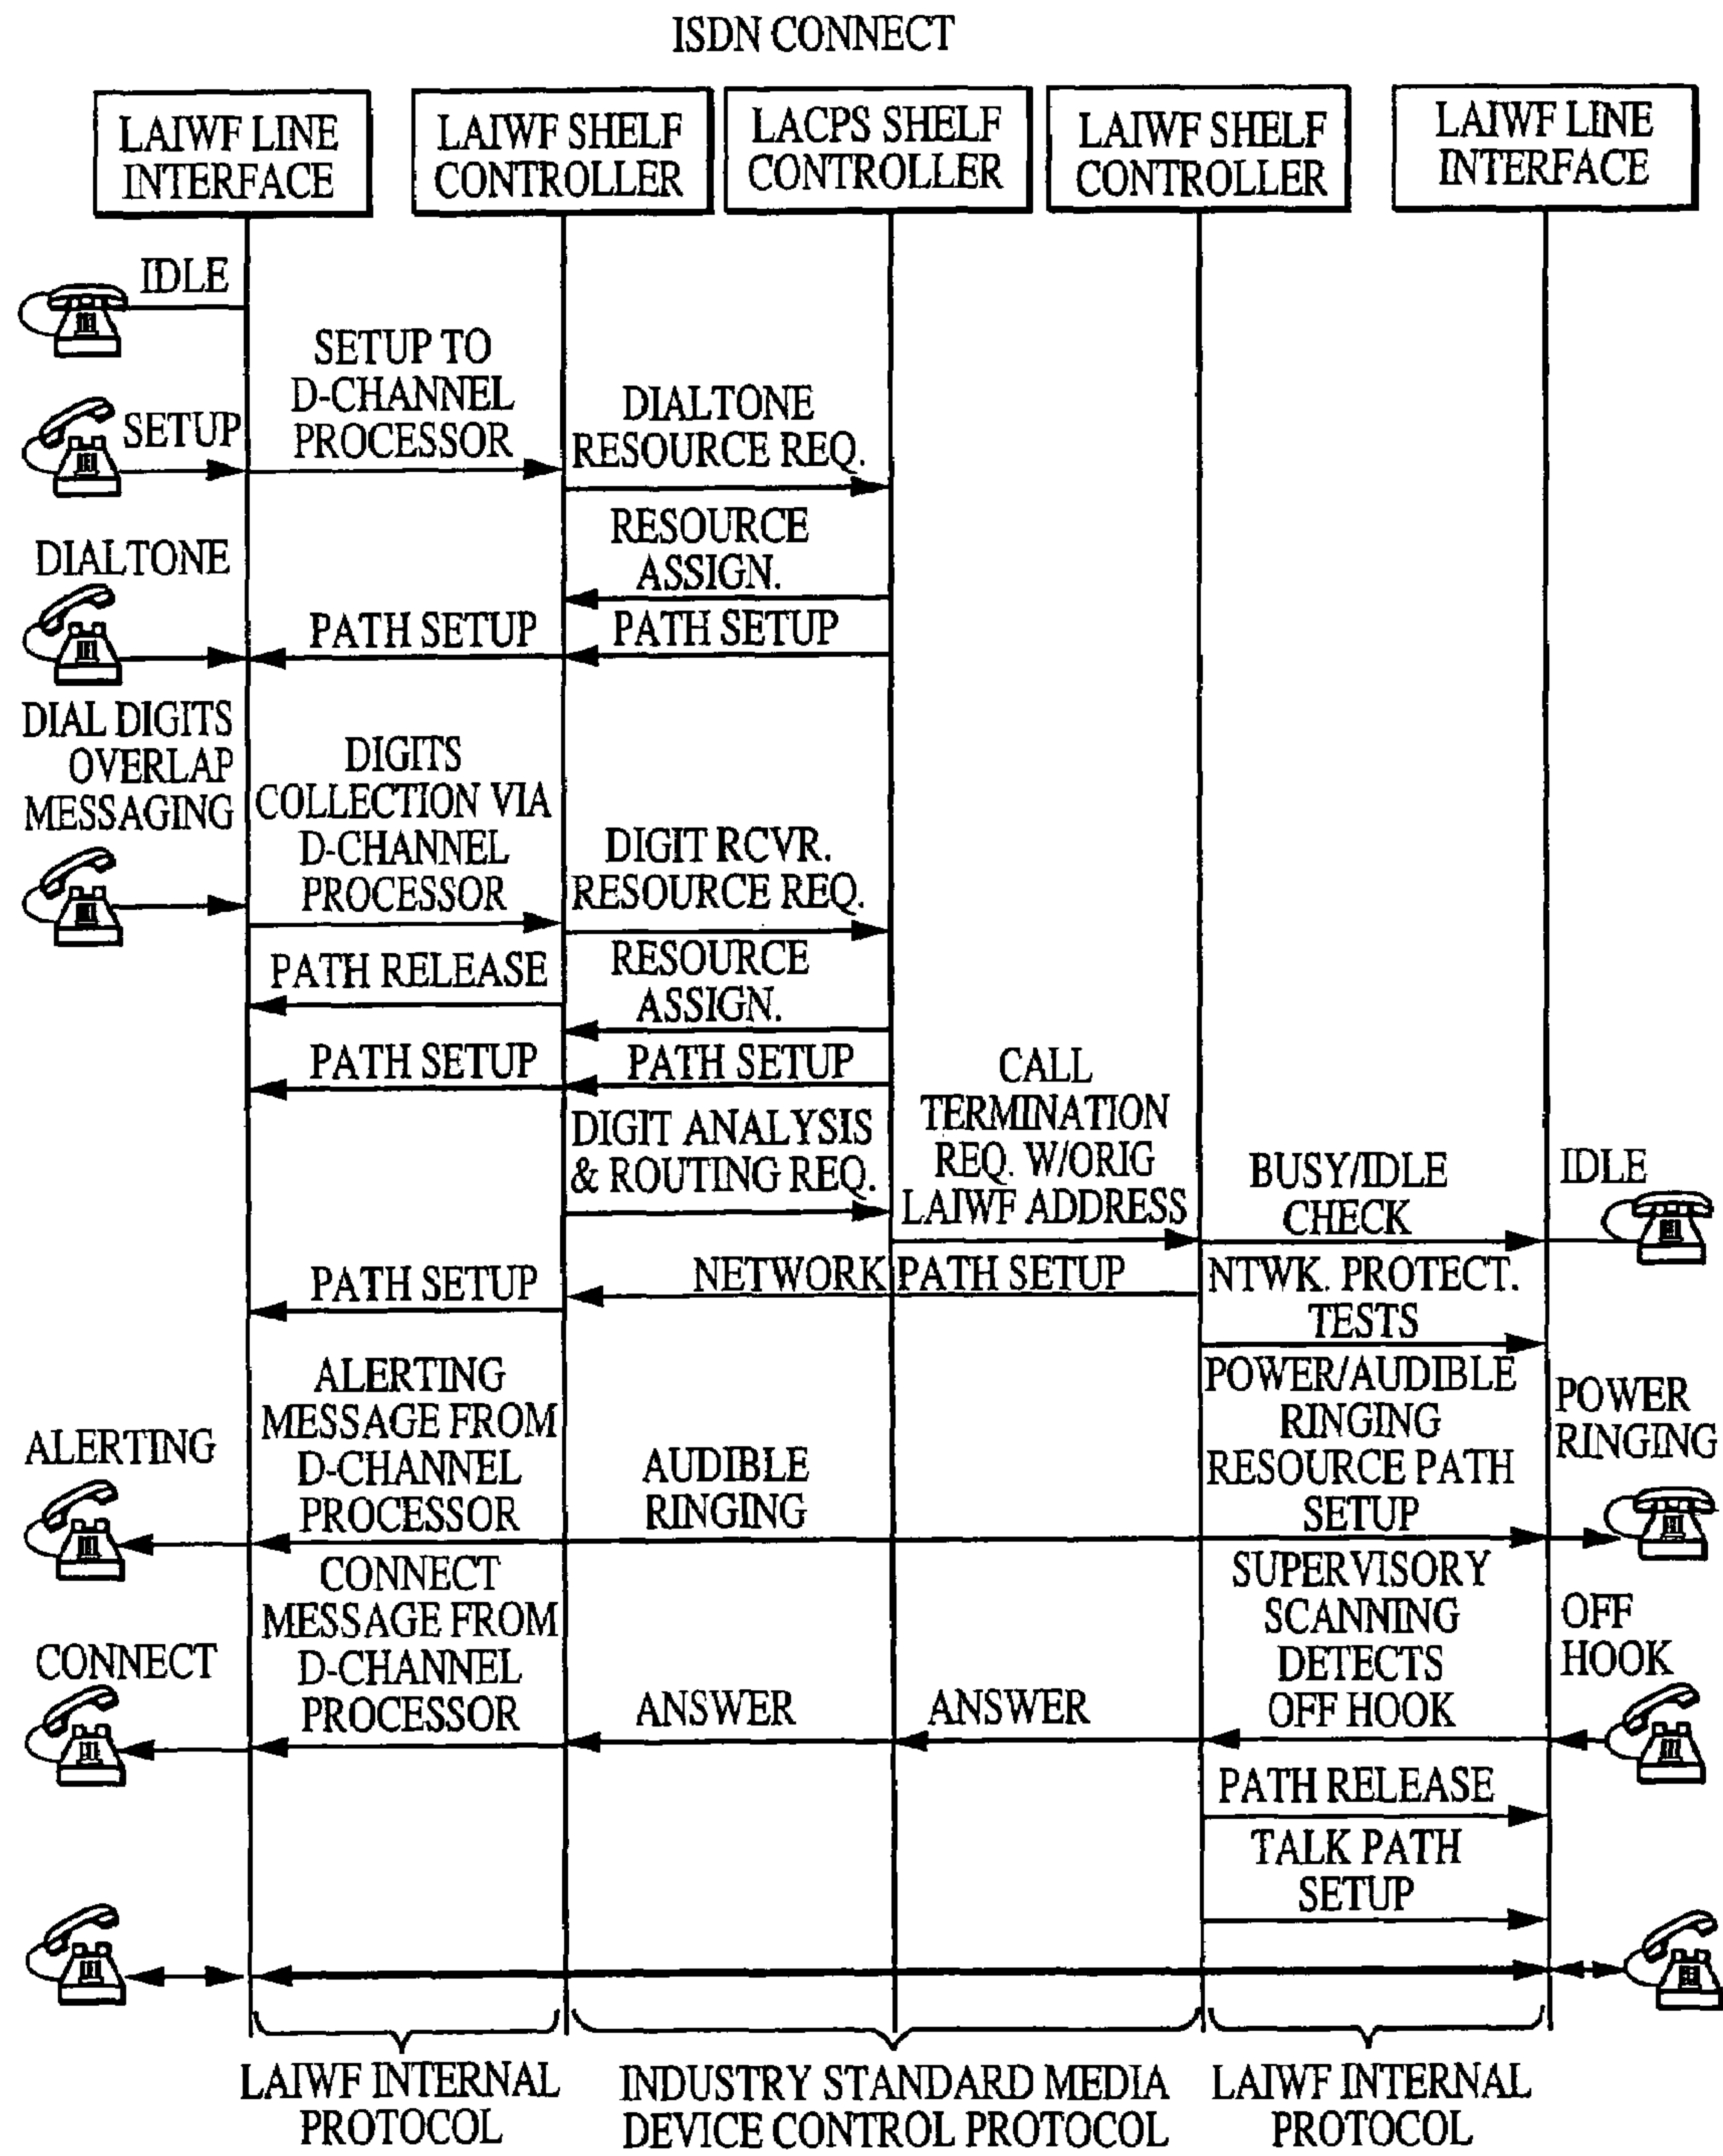 ISDN CONNECT
LAIWF LINE
INTERFACE
LAIWF SHELF
CONTROLLER
LACPS SHELF
CONTROLLER
LAIWF SHELF
CONTROLLER
LAIWF LINE
INTERFACE
IDLE
SETUP
SETUP TO
D-CHANNEL
PROCESSOR
DIALTONE
RESOURCE REQ.
RESOURCE
ASSIGN.
DIALTONE
PATH SETUP
PATH SETUP
DIAL DIGITS
OVERLAP
MESSAGING
DIGITS
COLLECTION VIA
D-CHANNEL
PROCESSOR
DIGIT RCVR.
RESOURCE REQ.
PATH RELEASE
RESOURCE
ASSIGN.
PATH SETUP
PATH SETUP
DIGIT ANALYSIS
& ROUTING REQ.
CALL
TERMINATION
REQ. W/ORIG
LAIWF ADDRESS
BUSY/IDLE
CHECK
IDLE
PATH SETUP
NETWORK PATH SETUP
NTWK. PROTECT.
TESTS
ALERTING
ALERTING
MESSAGE FROM
D-CHANNEL
PROCESSOR
AUDIBLE
RINGING
POWER/AUDIBLE
RINGING
RESOURCE PATH
SETUP
POWER
RINGING
CONNECT
CONNECT
MESSAGE FROM
D-CHANNEL
PROCESSOR
ANSWER
ANSWER
SUPERVISORY
SCANNING
DETECTS
OFF HOOK
OFF
HOOK
PATH RELEASE
TALK PATH
SETUP
LAIWF INTERNAL
PROTOCOL
INDUSTRY STANDARD MEDIA
DEVICE CONTROL PROTOCOL
LAIWF INTERNAL
PROTOCOL